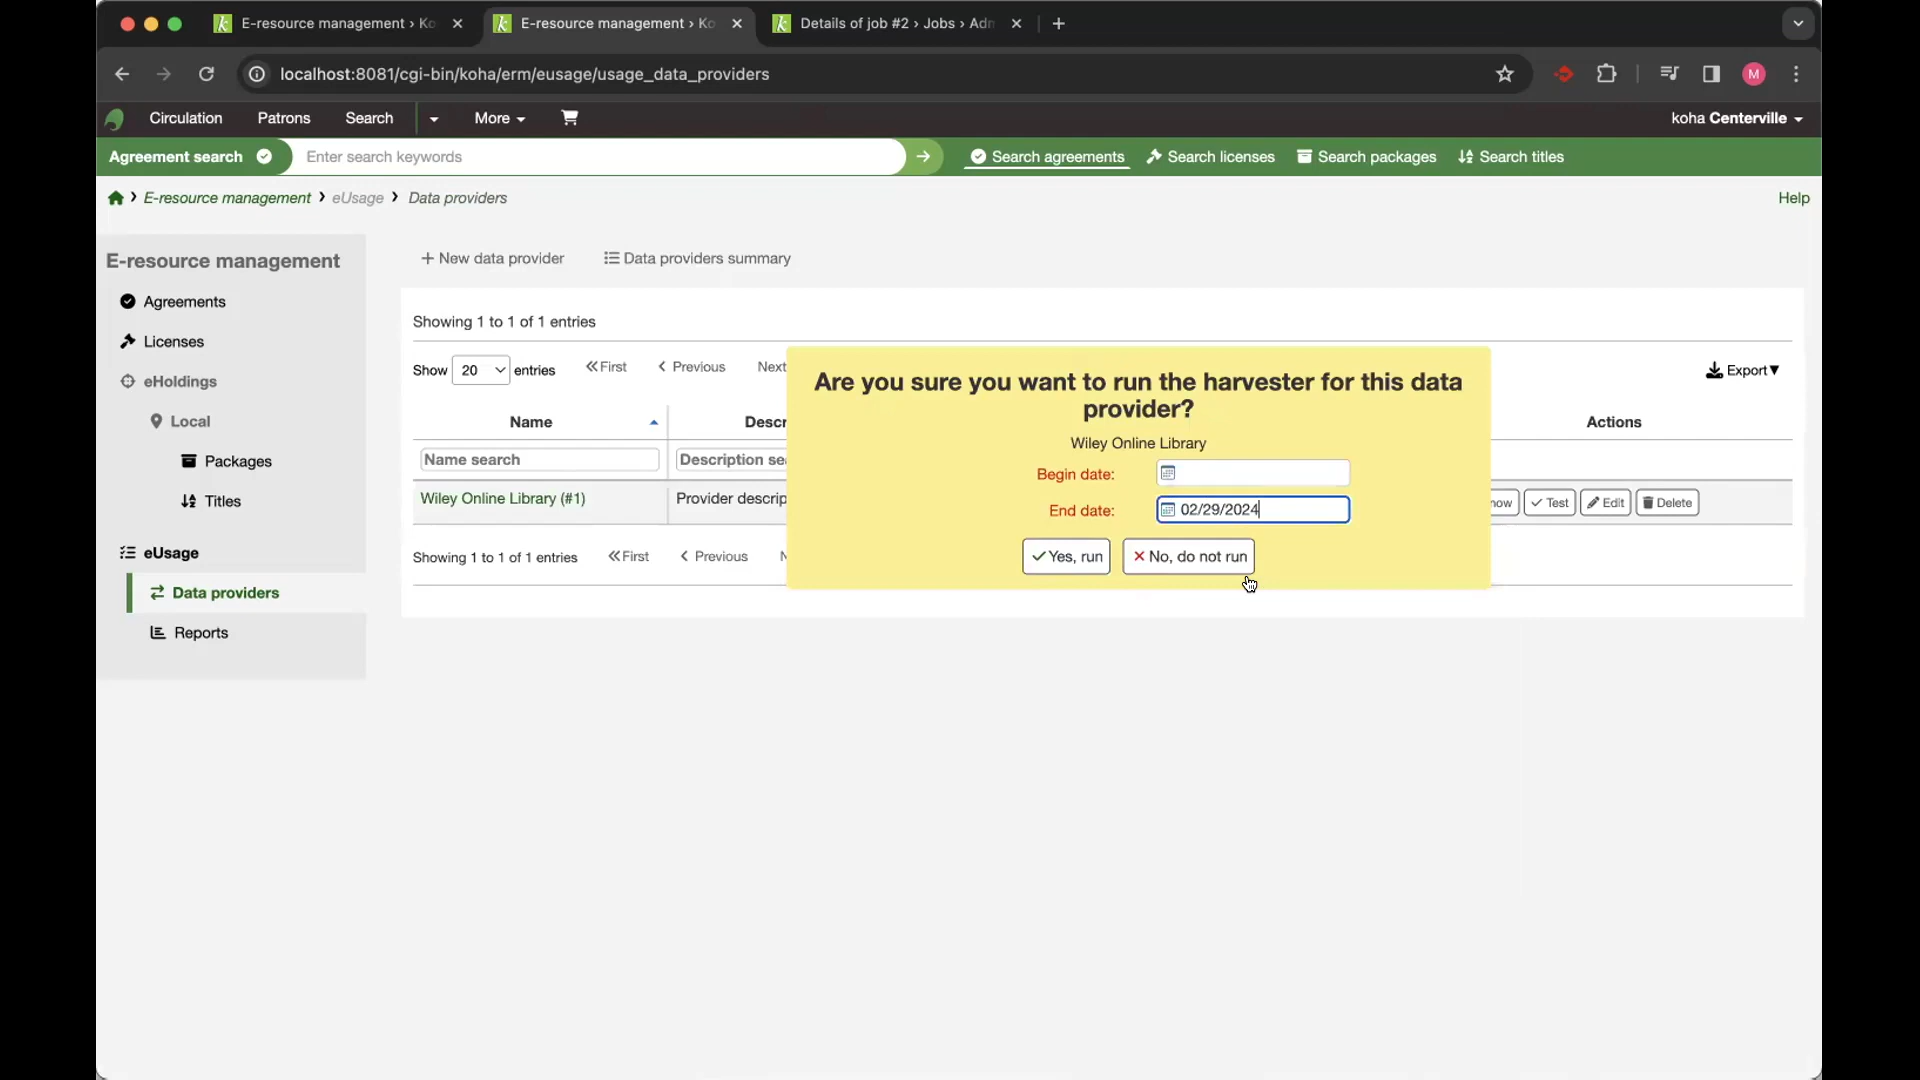 E-resource management › Ko
E-resource management › Ko
Details of job #2 › Jobs › Adm
localhost:8081/cgi-bin/koha/erm/eusage/usage_data_providers
M
Circulation Patrons Search More
koha Centerville
Agreement search Enter search keywords Search agreements Search licenses Search packages Search titles
E-resource management eUsage Data providers
Help
E-resource management
Agreements
Licenses
eHoldings
Local
Packages
Titles
eUsage
Data providers
Reports
+ New data provider Data providers summary
Showing 1 to 1 of 1 entries
Show 20 entries First Previous Next
Export
Name Descr Actions
Name search Description se
Wiley Online Library (#1) Provider descrip
Test Edit Delete
Showing 1 to 1 of 1 entries First Previous N
Are you sure you want to run the harvester for this data
provider?
Wiley Online Library
Begin date:
End date: 02/29/2024
Yes, run No, do not run